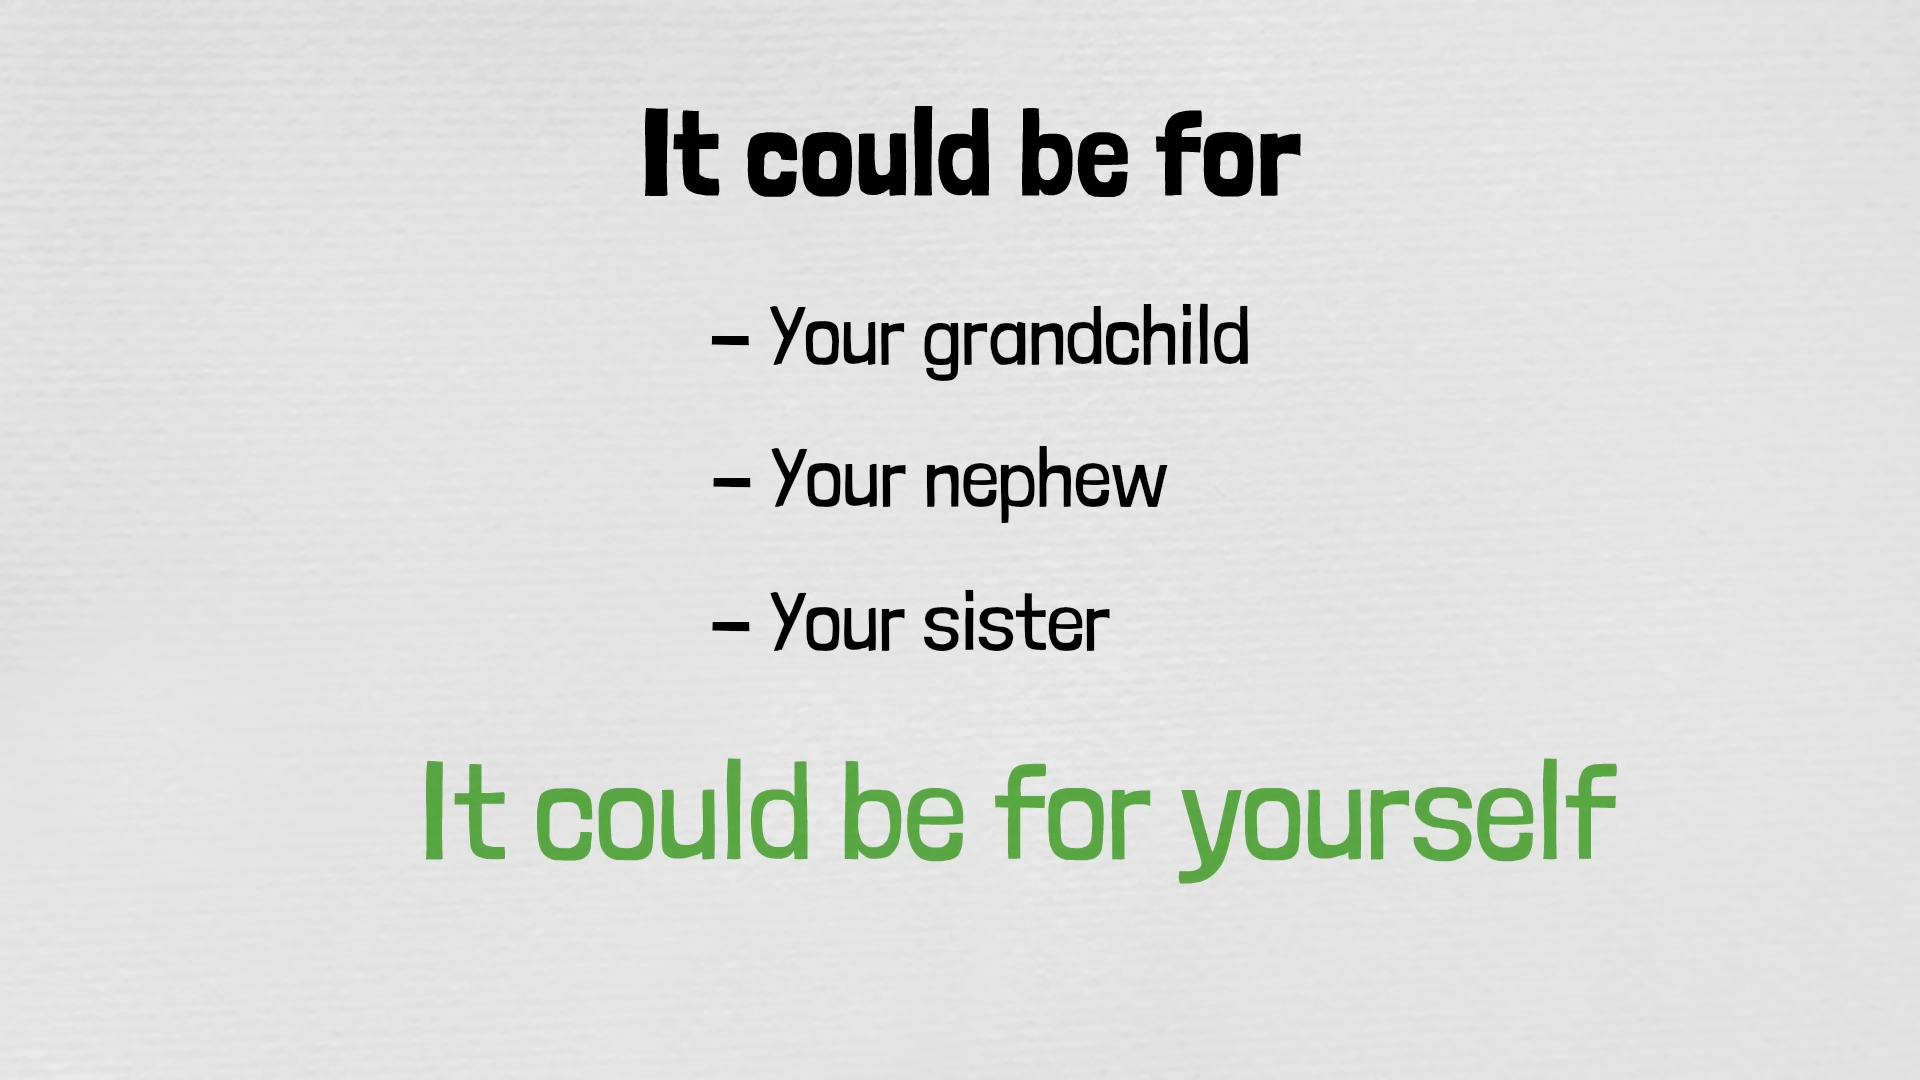 It could be for
– Your grandchild
– Your nephew
– Your sister
It could be for yourself